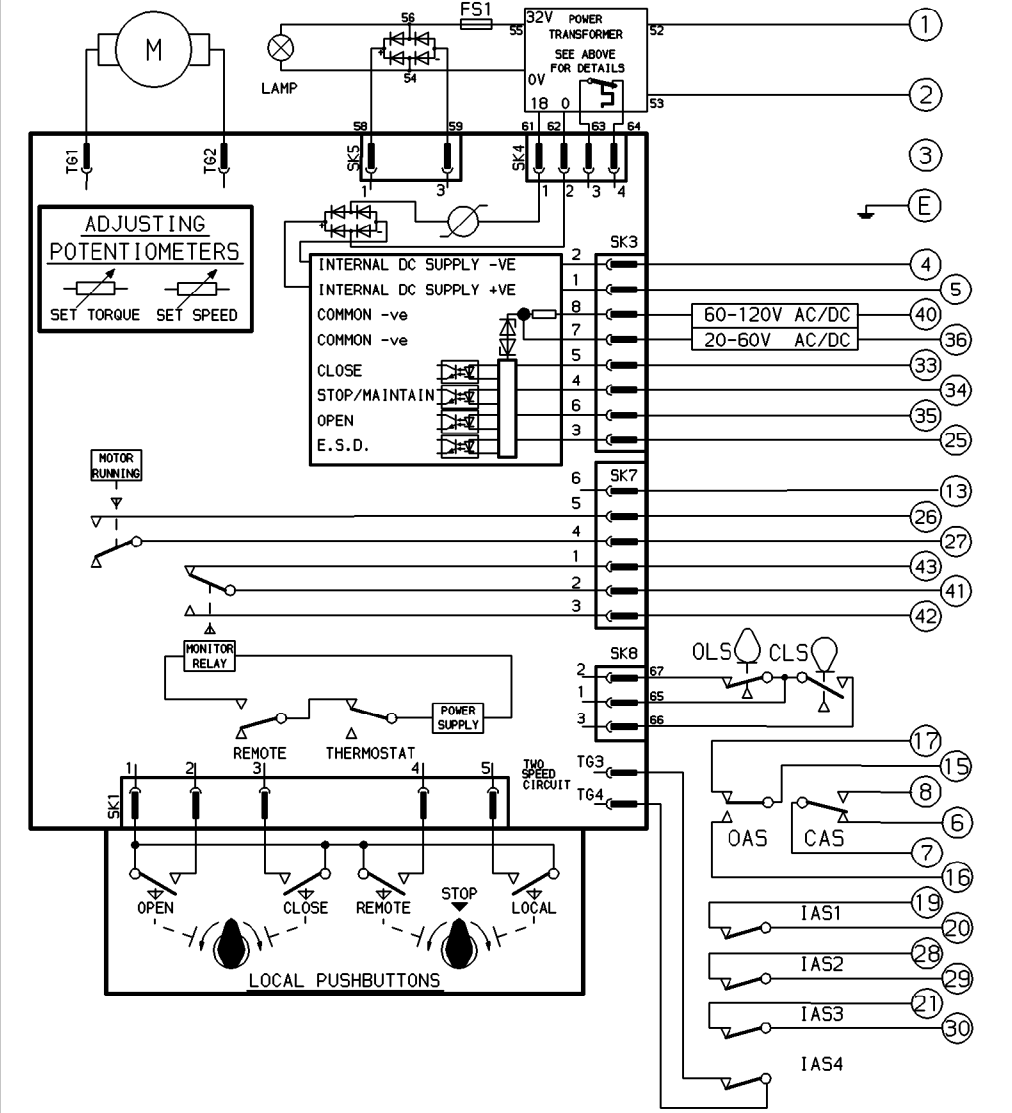 FS1
56
55
32V
POWER
TRANSFORMER
SEE ABOVE
FOR DETAILS
52
1
M
+
-
54
LAMP
0V
18 0
53
2
58
59
61
62
63
64
TG1
TG2
SK5
SK4
3
1
3
1
2
3
4
E
ADJUSTING
POTENTIOMETERS
SET TORQUE
SET SPEED
+
-
SK3
INTERNAL DC SUPPLY -VE
2
4
INTERNAL DC SUPPLY +VE
1
5
COMMON -ve
8
60-120V AC/DC
40
COMMON -ve
7
20-60V AC/DC
36
CLOSE
5
33
STOP/MAINTAIN
4
34
OPEN
6
35
E.S.D.
3
25
MOTOR
RUNNING
SK7
6
13
5
26
4
27
1
43
2
41
3
42
MONITOR
RELAY
SK8
OLS
CLS
2
67
1
65
3
66
POWER
SUPPLY
REMOTE
THERMOSTAT
17
TWO
SPEED
CIRCUIT
TG3
15
1
2
3
4
5
TG4
8
SK1
6
OAS
CAS
7
16
OPEN
CLOSE
REMOTE
STOP
LOCAL
19
IAS1
20
28
IAS2
29
LOCAL PUSHBUTTONS
21
IAS3
30
IAS4